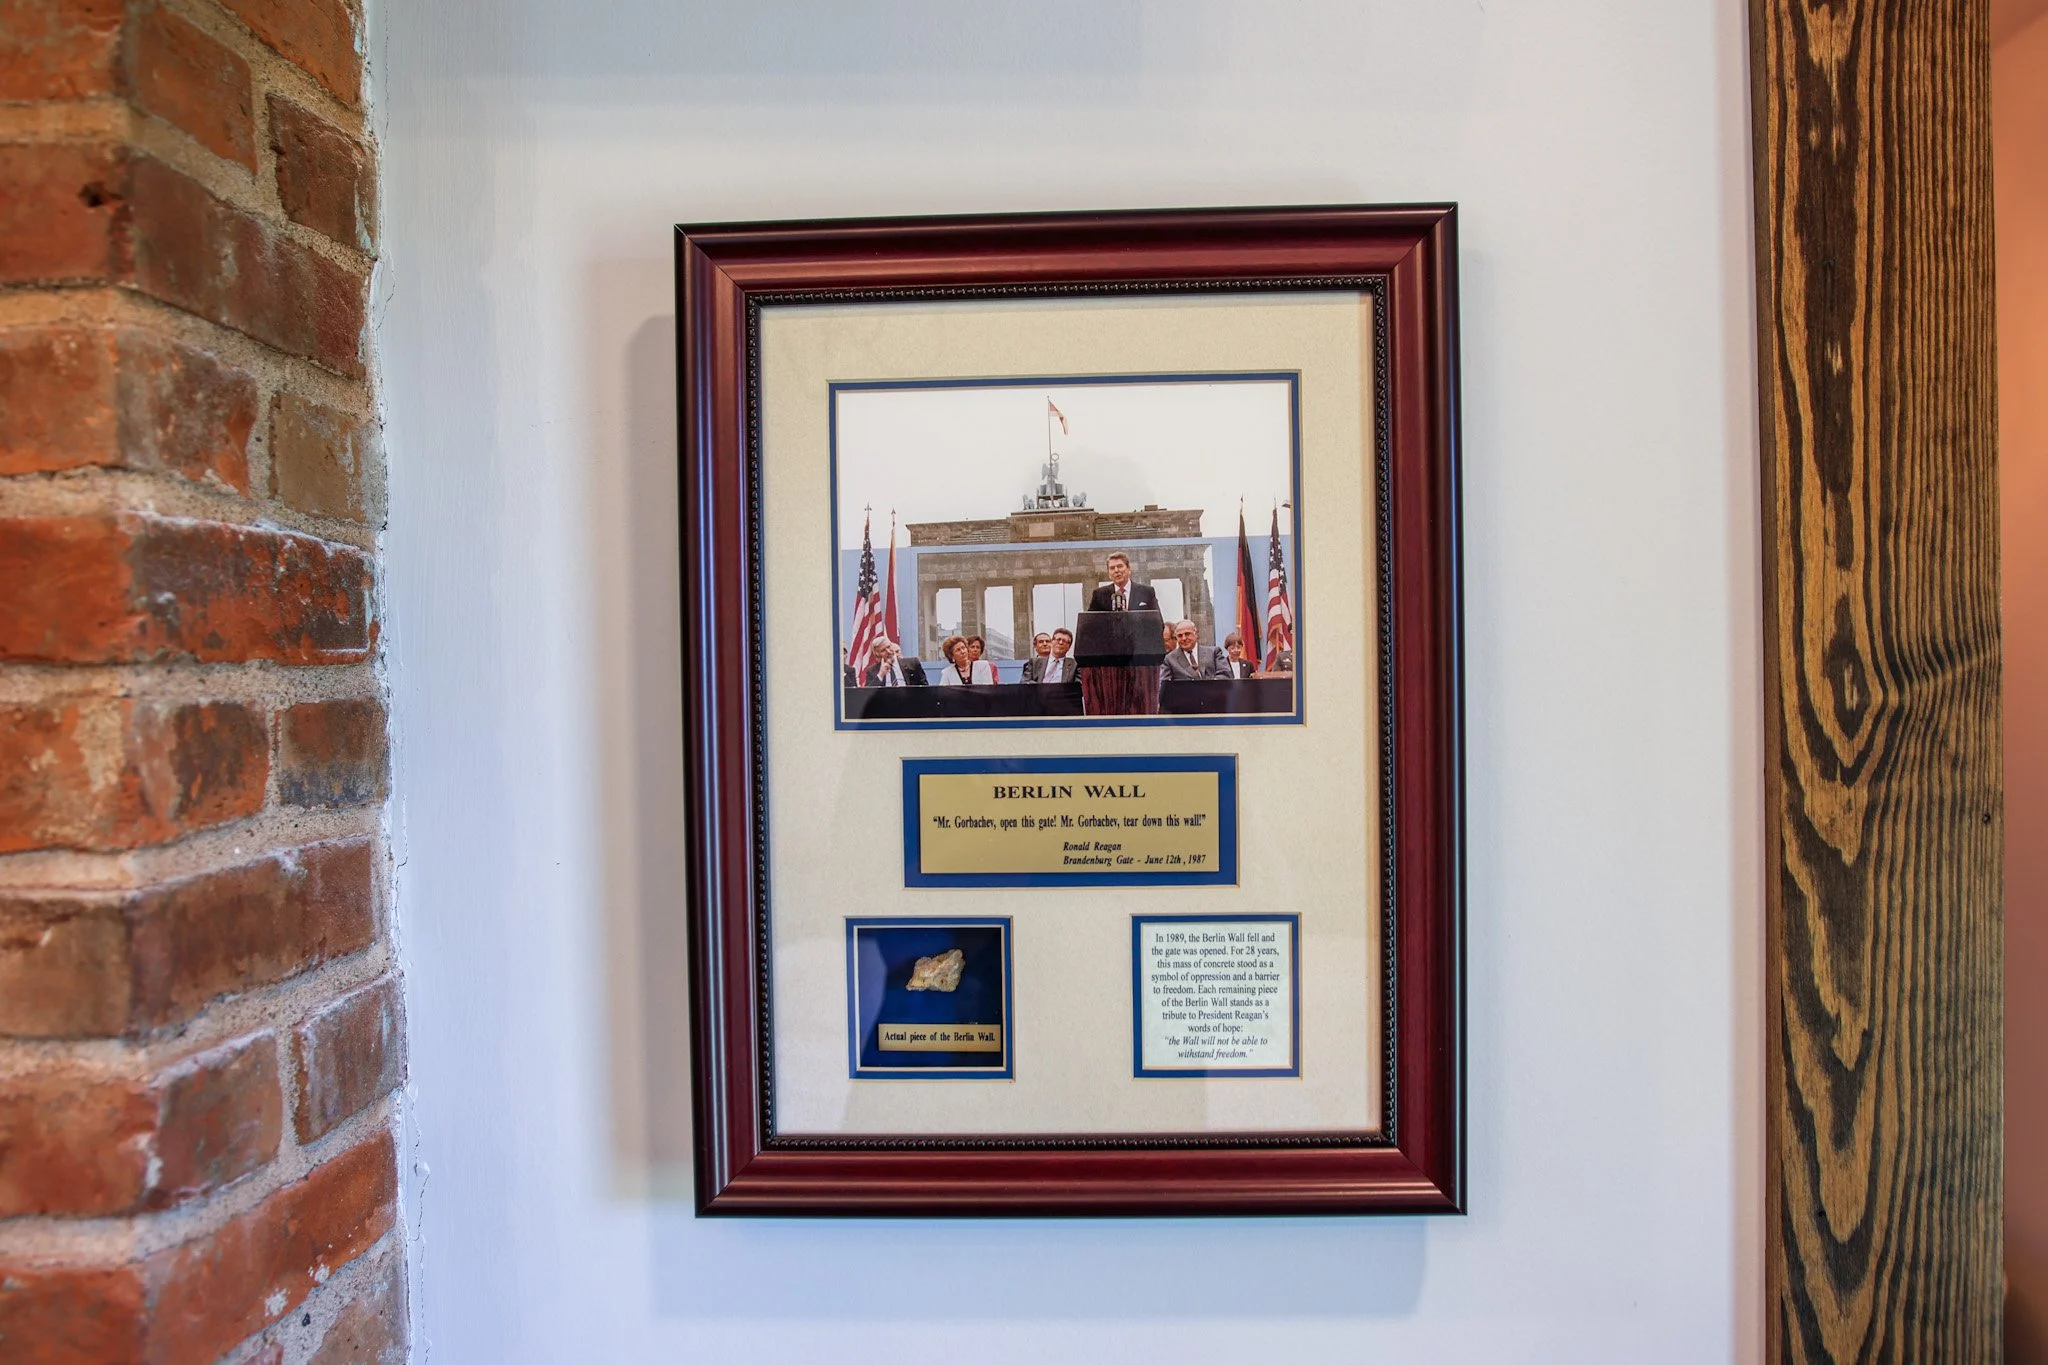 BERLIN WALL
“Mr. Gorbachev, open this gate! Mr. Gorbachev, tear down this wall!”
Ronald Reagan
Brandenburg Gate - June 12th, 1987
Actual piece of the Berlin Wall.
In 1989, the Berlin Wall fell and
the gate was opened. For 28 years,
this mass of concrete stood as a
symbol of oppression and a barrier
to freedom. Each remaining piece
of the Berlin Wall stands as a
tribute to President Reagan's
words of hope:
"the Wall will not be able to
withstand freedom."